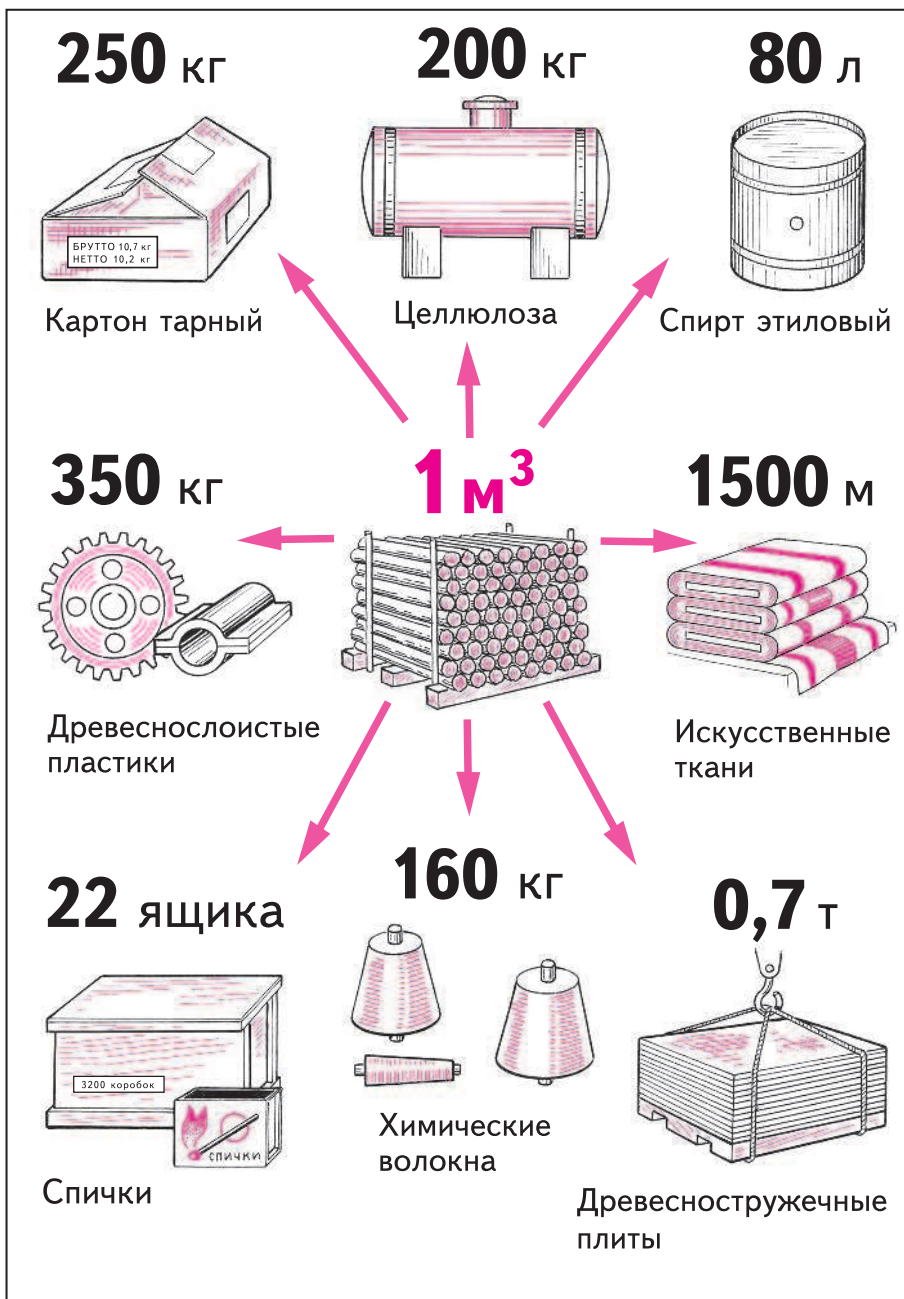 250 кг
200 кг
80 л
БРУТТО 10,7 кг
НЕТТО 10,2 кг
Картон тарный
Целлюлоза
Спирт этиловый
1 м³
350 кг
1500 м
Древеснослоистые
пластики
Искусственные
ткани
22 ящика
160 кг
0,7 т
3200 коробок
СПИЧКИ
Спички
Химические
волокна
Древесностружечные
плиты